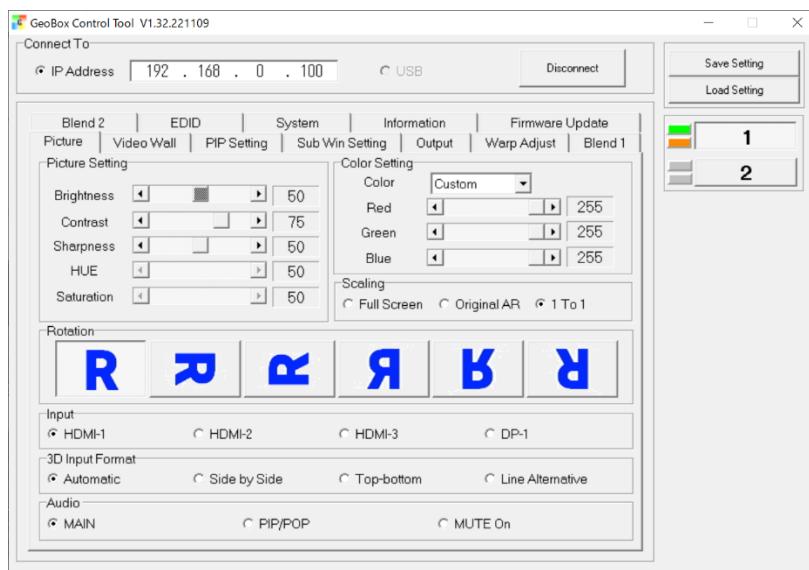 GeoBox Control Tool V1.32.221109
Connect To
IP Address 192 . 168 . 0 . 100 USB Disconnect
Save Setting
Load Setting
1
2
Blend 2 EDID System Information Firmware Update
Picture Video Wall PIP Setting Sub Win Setting Output Warp Adjust Blend 1
Picture Setting
Brightness 50
Contrast 75
Sharpness 50
HUE 50
Saturation 50
Color Setting
Color Custom
Red 255
Green 255
Blue 255
Scaling
Full Screen Original AR 1 To 1
Rotation
R R R R R R
Input
HDMI-1 HDMI-2 HDMI-3 DP-1
3D Input Format
Automatic Side by Side Top-bottom Line Alternative
Audio
MAIN PIP/POP MUTE On